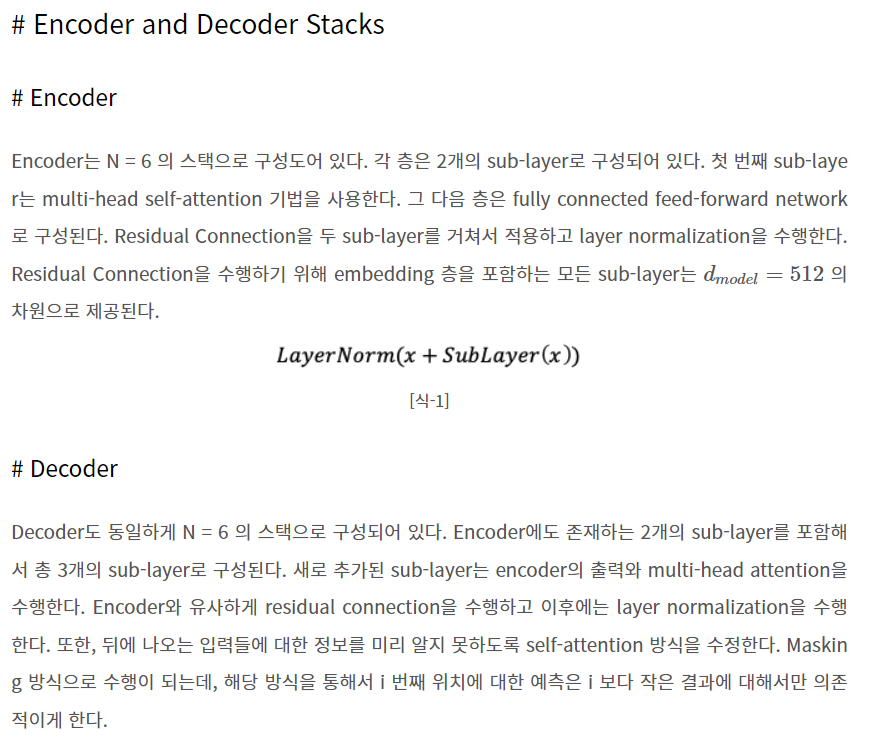 # Encoder and Decoder Stacks
# Encoder
Encoder는 N = 6 의 스택으로 구성도어 있다. 각 층은 2개의 sub-layer로 구성되어 있다. 첫 번째 sub-laye
r는 multi-head self-attention 기법을 사용한다. 그 다음 층은 fully connected feed-forward network
로 구성된다. Residual Connection을 두 sub-layer를 거쳐서 적용하고 layer normalization을 수행한다.
Residual Connection을 수행하기 위해 embedding 층을 포함하는 모든 sub-layer는 d_{model} = 512 의
차원으로 제공된다.
LayerNorm(x + SubLayer(x))
[식-1]
# Decoder
Decoder도 동일하게 N = 6 의 스택으로 구성되어 있다. Encoder에도 존재하는 2개의 sub-layer를 포함해
서 총 3개의 sub-layer로 구성된다. 새로 추가된 sub-layer는 encoder의 출력와 multi-head attention을
수행한다. Encoder와 유사하게 residual connection을 수행하고 이후에는 layer normalization을 수행
한다. 또한, 뒤에 나오는 입력들에 대한 정보를 미리 알지 못하도록 self-attention 방식을 수정한다. Maskin
g 방식으로 수행이 되는데, 해당 방식을 통해서 i 번째 위치에 대한 예측은 i 보다 작은 결과에 대해서만 의존
적이게 한다.